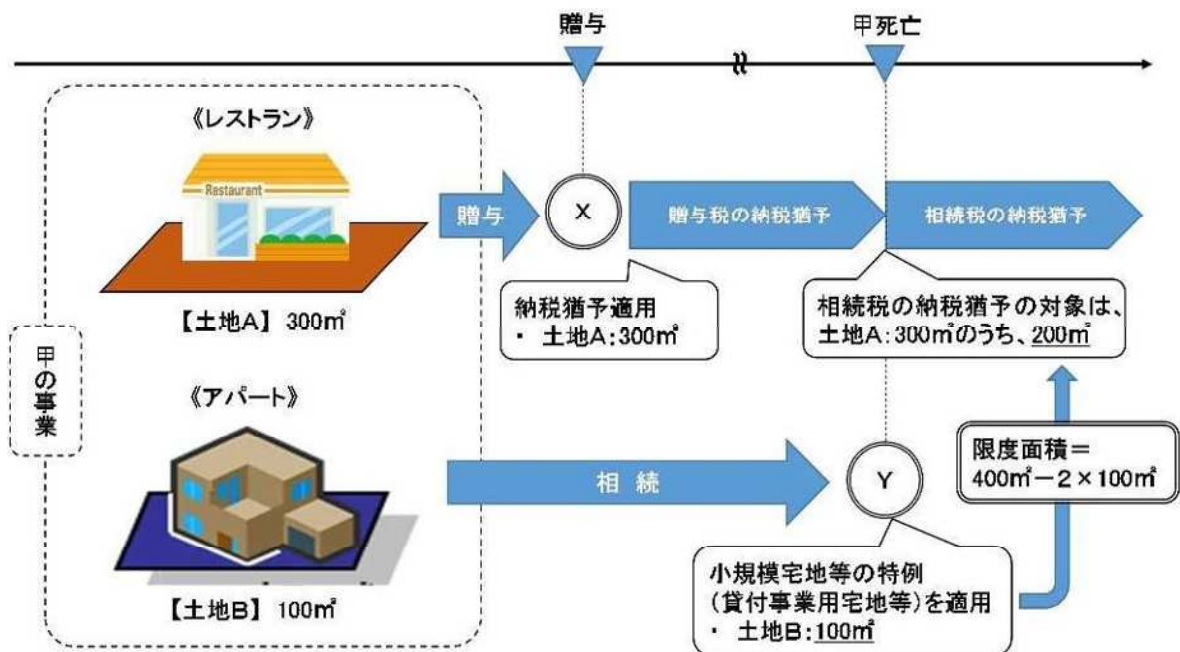 贈与
甲死亡
《レストラン》
Restaurant
【土地A】 300㎡
贈与
X
贈与税の納税猶予
相続税の納税猶予
納税猶予適用
・ 土地A:300㎡
相続税の納税猶予の対象は、
土地A:300㎡のうち、200㎡
甲の事業
《アパート》
【土地B】 100㎡
相 続
Y
限度面積=
400㎡-2×100㎡
小規模宅地等の特例
(貸付事業用宅地等)を適用
・ 土地B:100㎡